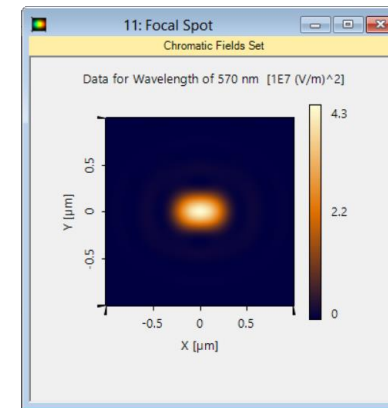 11: Focal Spot
Chromatic Fields Set
Data for Wavelength of 570 nm [1E7 (V/m)^2]
4.3
2.2
0
Y [µm]
0.5
0
-0.5
-0.5
0
0.5
X [µm]